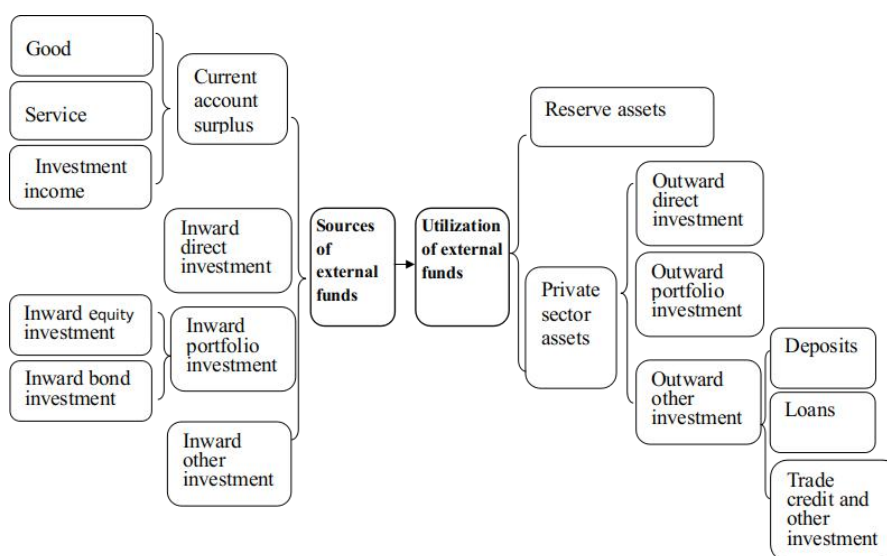 Good
Service
Investment
income
Current
account
surplus
Inward
direct
investment
Inward equity
investment
Inward bond
investment
Inward
portfolio
investment
Inward
other
investment
Sources
of
external
funds
Utilization
of external
funds
Reserve assets
Private
sector
assets
Outward
direct
investment
Outward
portfolio
investment
Outward
other
investment
Deposits
Loans
Trade
credit and
other
investment